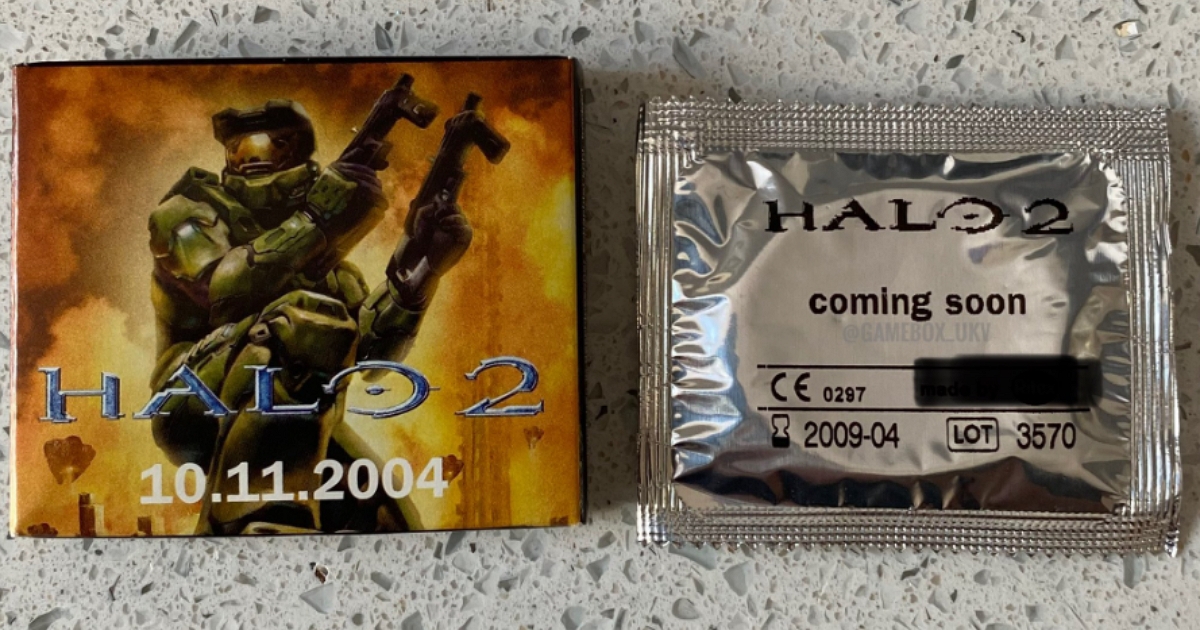 HALO 2
10.11.2004
HALO 2
coming soon
@GAMEBOX_UKV
CE 0297 made by
2009-04 LOT 3570